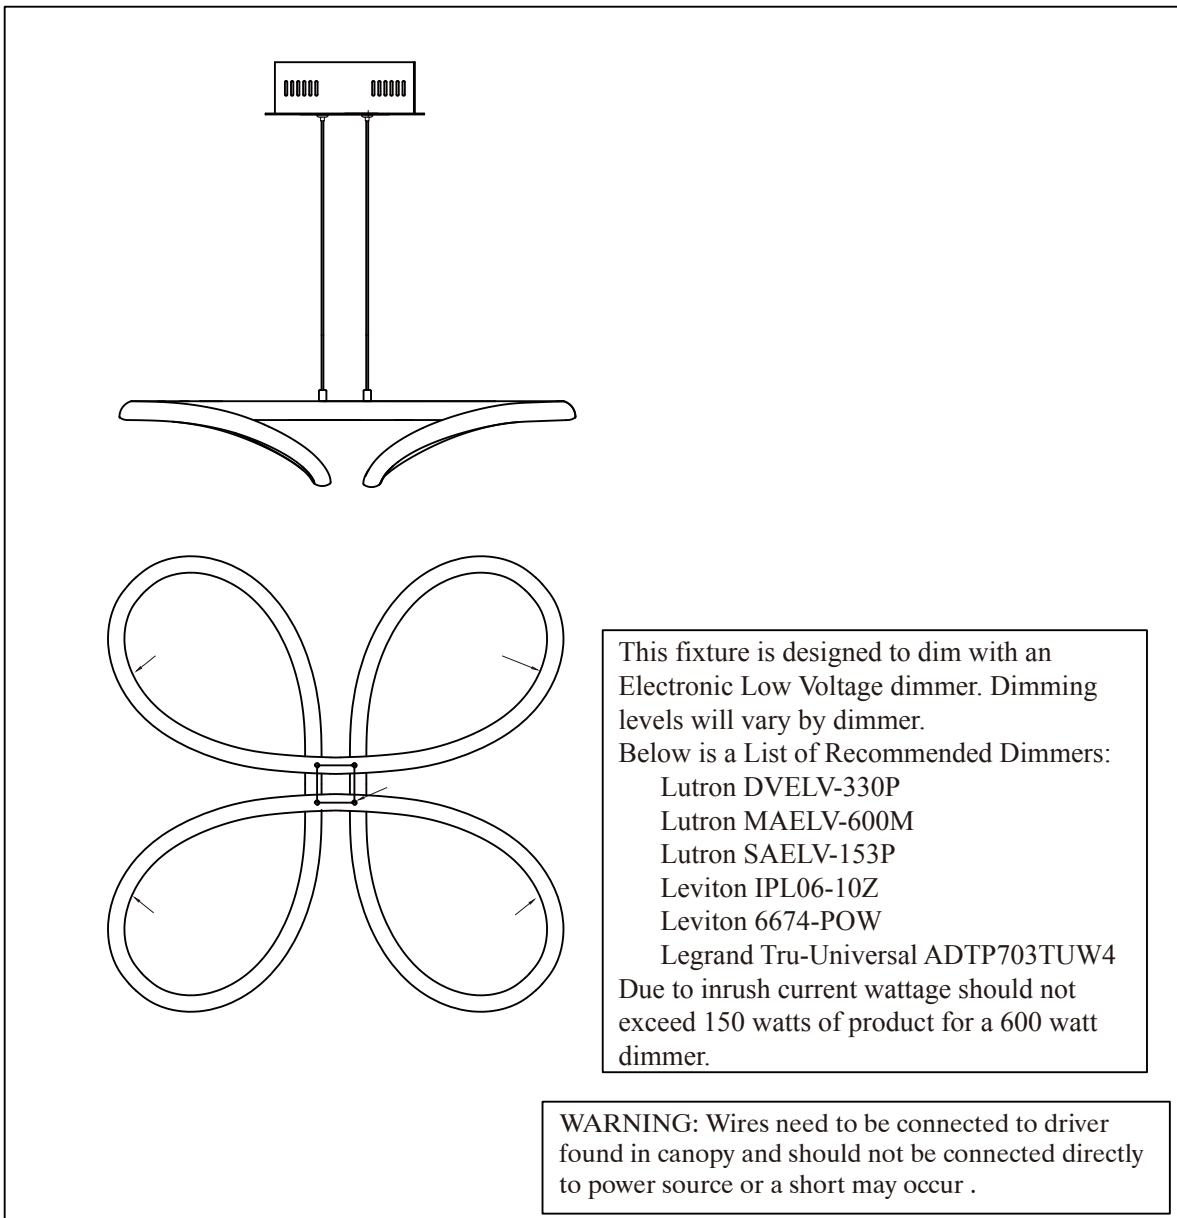 This fixture is designed to dim with an
Electronic Low Voltage dimmer. Dimming
levels will vary by dimmer.
Below is a List of Recommended Dimmers:
Lutron DVELV-330P
Lutron MAELV-600M
Lutron SAELV-153P
Leviton IPL06-10Z
Leviton 6674-POW
Legrand Tru-Universal ADTP703TUW4
Due to inrush current wattage should not
exceed 150 watts of product for a 600 watt
dimmer.
WARNING: Wires need to be connected to driver
found in canopy and should not be connected directly
to power source or a short may occur .